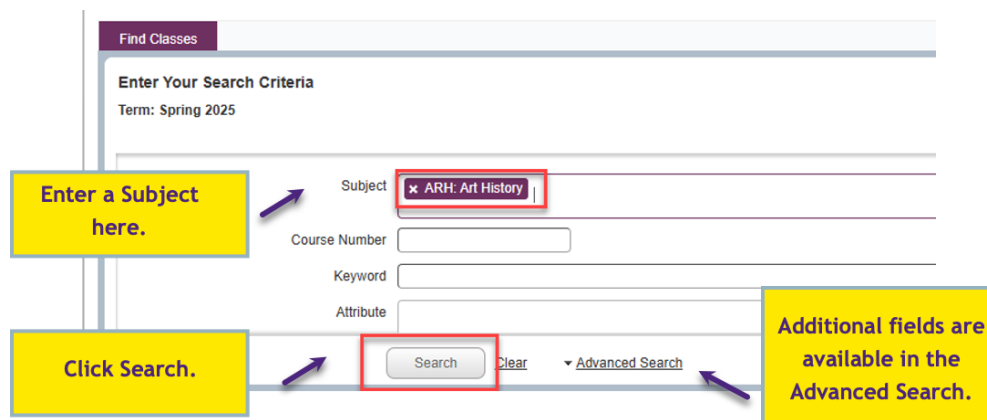 Find Classes
Enter Your Search Criteria
Term: Spring 2025
Enter a Subject
here.
Subject
× ARH: Art History
Course Number
Keyword
Attribute
Click Search.
Search
Clear
Advanced Search
Additional fields are
available in the
Advanced Search.